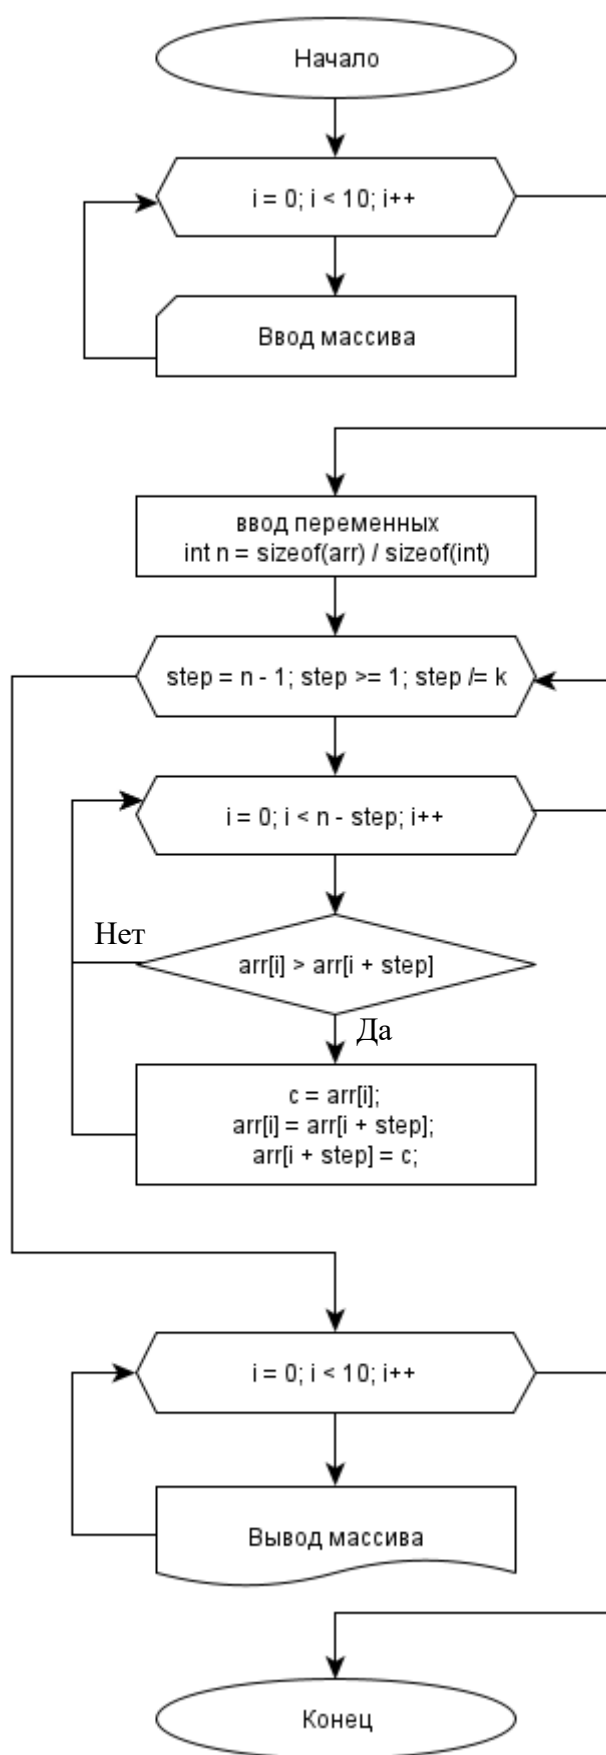 Начало
i = 0; i < 10; i++
Ввод массива
ввод переменных
int n = sizeof(arr) / sizeof(int)
step = n - 1; step >= 1; step /= k
i = 0; i < n - step; i++
Нет
arr[i] > arr[i + step]
Да
c = arr[i];
arr[i] = arr[i + step];
arr[i + step] = c;
i = 0; i < 10; i++
Вывод массива
Конец